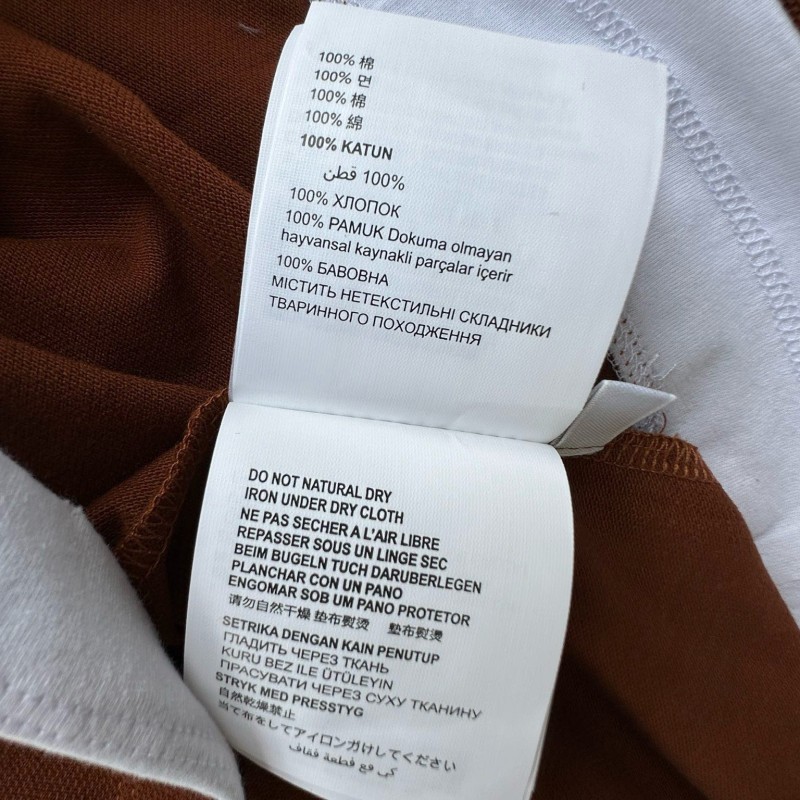 100% 棉
100% 면
100% 棉
100% 綿
100% KATUN
100% قطن
100% ХЛОПОК
100% PAMUK Dokuma olmayan
hayvansal kaynakli parçalar içerir
100% БАВОВНА
МІСТИТЬ НЕТЕКСТИЛЬНІ СКЛАДНИКИ
ТВАРИННОГО ПОХОДЖЕННЯ
DO NOT NATURAL DRY
IRON UNDER DRY CLOTH
NE PAS SECHER A L'AIR LIBRE
REPASSER SOUS UN LINGE SEC
BEIM BUGELN TUCH DARUBERLEGEN
PLANCHAR CON UN PANO
ENGOMAR SOB UM PANO PROTETOR
请勿自然干燥 垫布熨烫 墊布熨燙
SETRIKA DENGAN KAIN PENUTUP
ГЛАДИТЬ ЧЕРЕЗ ТКАНЬ
KURU BEZ ILE ÜTÜLEYIN
ПРАСУВАТИ ЧЕРЕЗ СУХУ ТКАНИНУ
STRYK MED PRESSTYG
自然乾燥禁止
当て布をしてアイロンがけしてください
كي مع قطعة قفاف